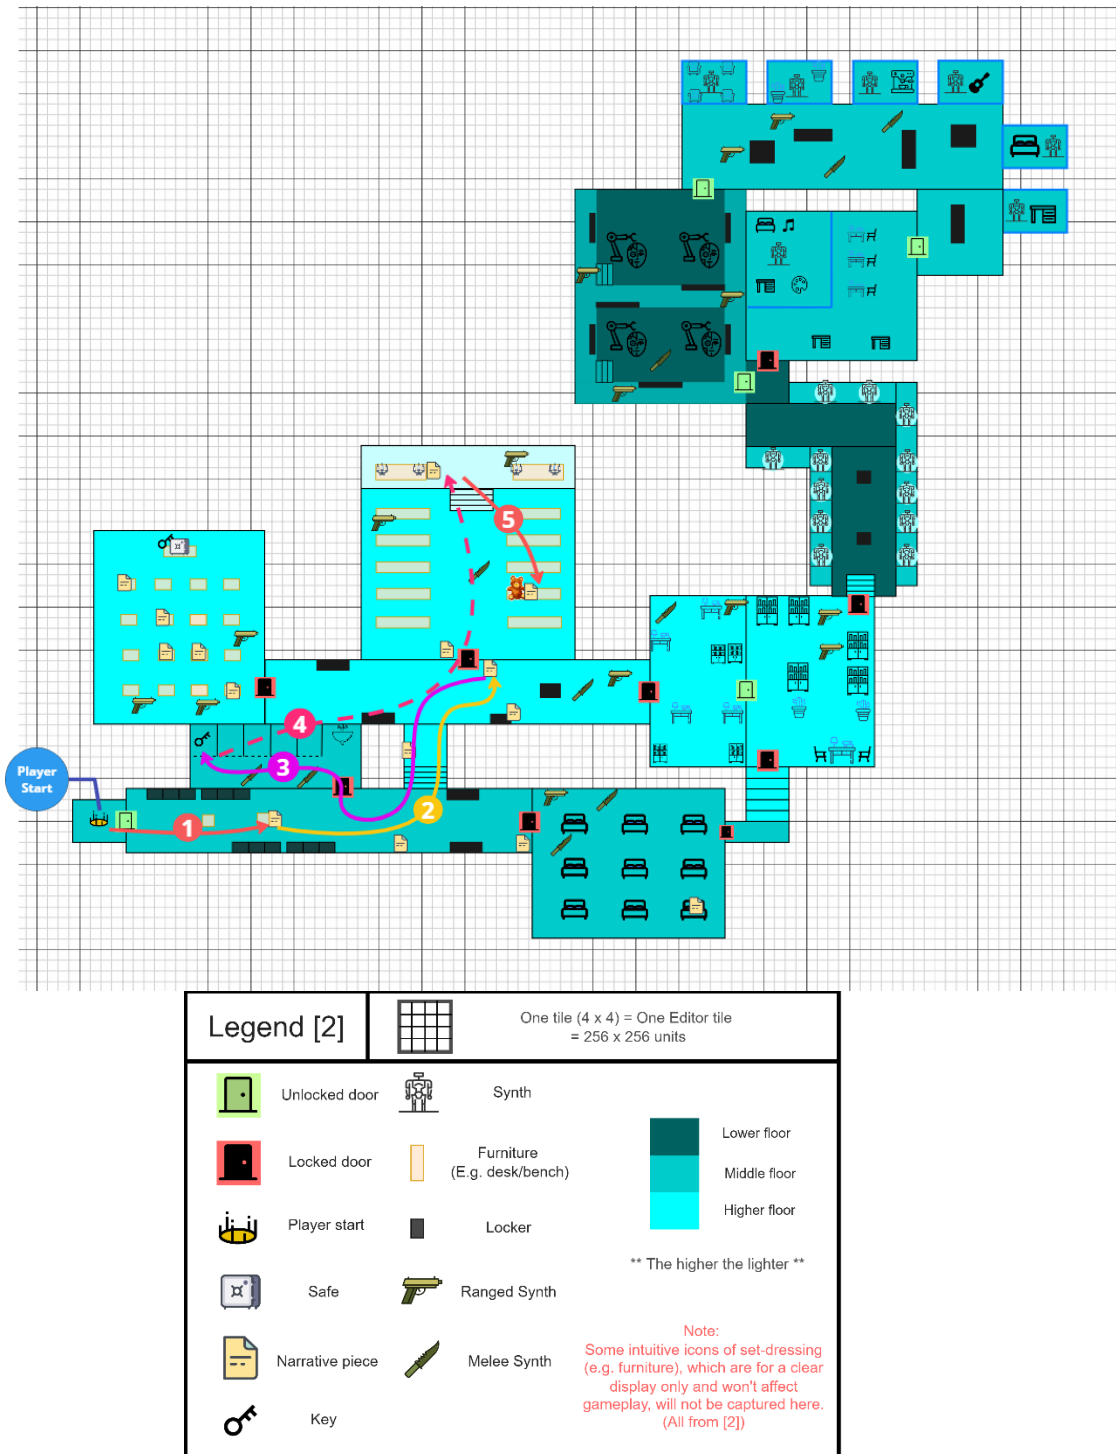 5
4
3
Player
Start
2
1
Legend [2]
One tile (4 x 4) = One Editor tile
= 256 x 256 units
Unlocked door
Synth
Lower floor
Locked door
Furniture
(E.g. desk/bench)
Middle floor
Higher floor
Player start
Locker
** The higher the lighter **
Safe
Ranged Synth
Narrative piece
Melee Synth
Note:
Some intuitive icons of set-dressing
(e.g. furniture), which are for a clear
display only and won't affect
gameplay, will not be captured here.
(All from [2])
Key